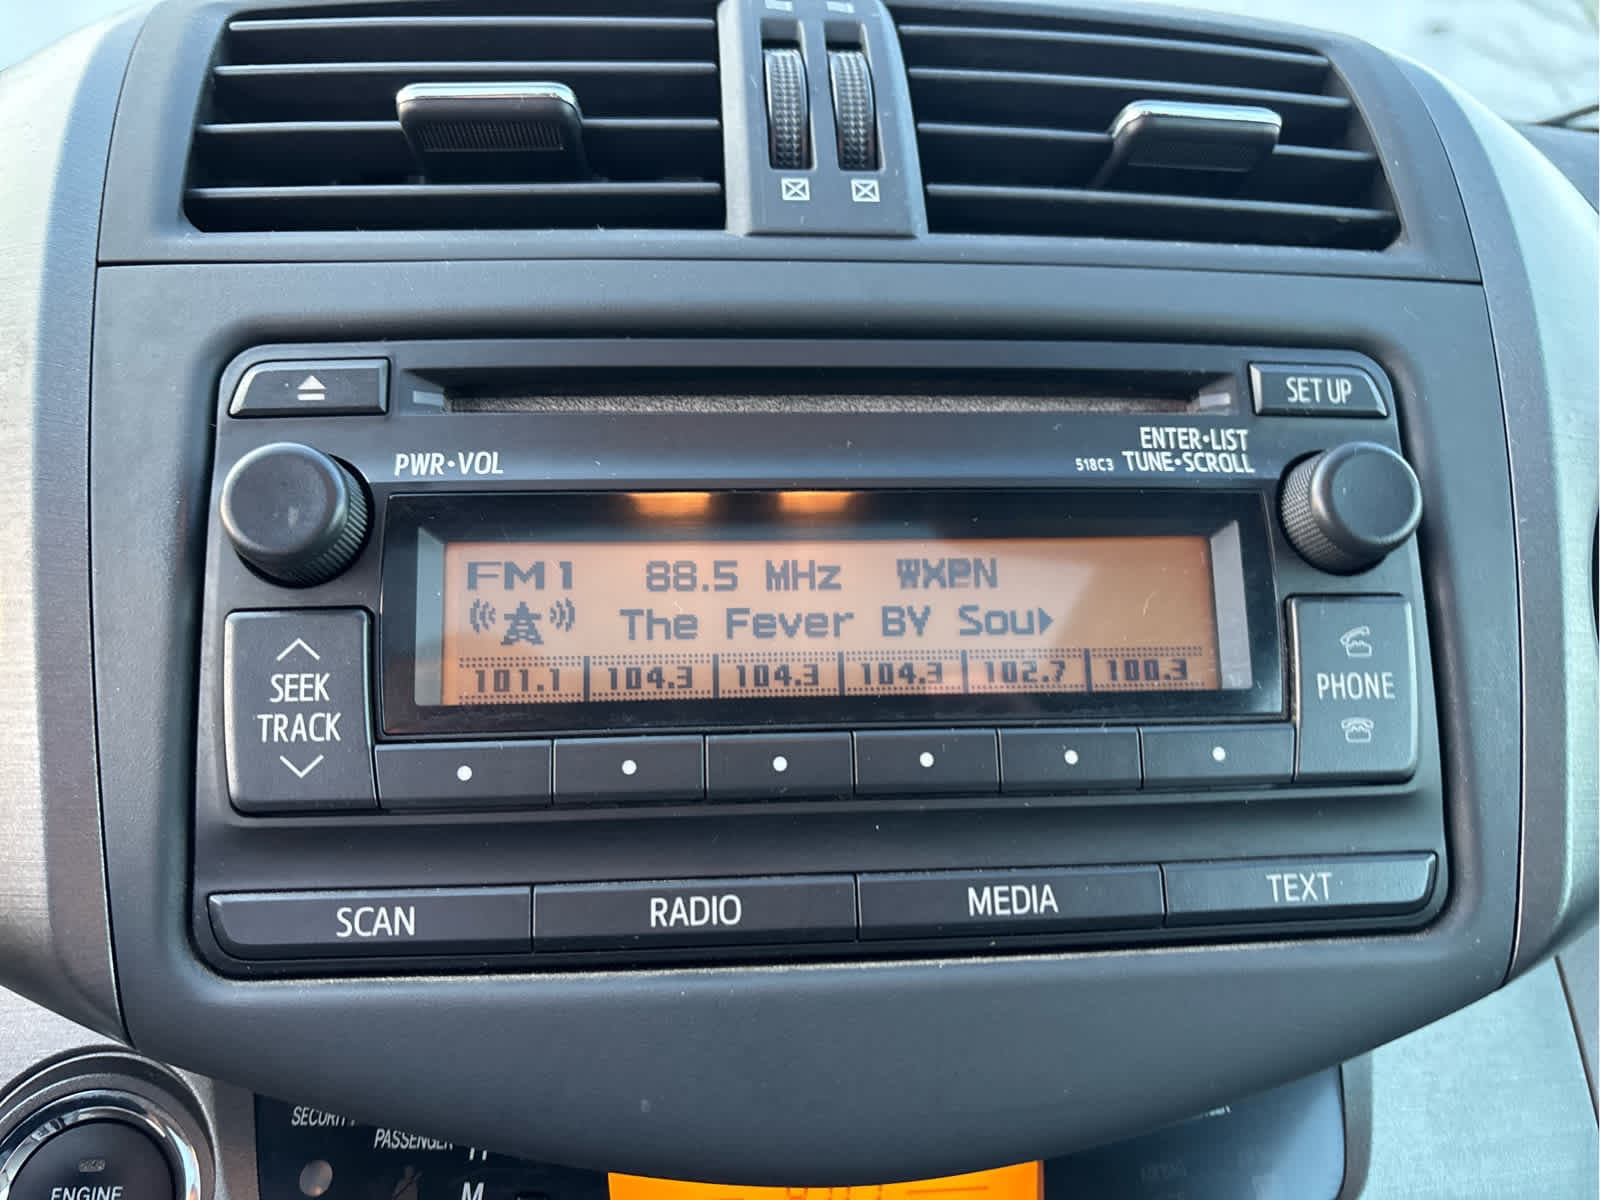 SET UP
PWR•VOL
ENTER•LIST
518C3 TUNE•SCROLL
FM1 88.5 MHz WXPN
The Fever BY Sou
101.1 104.3 104.3 104.3 102.7 100.3
SEEK
TRACK
PHONE
SCAN RADIO MEDIA TEXT
SECURITY
PASSENGER
ENGINE